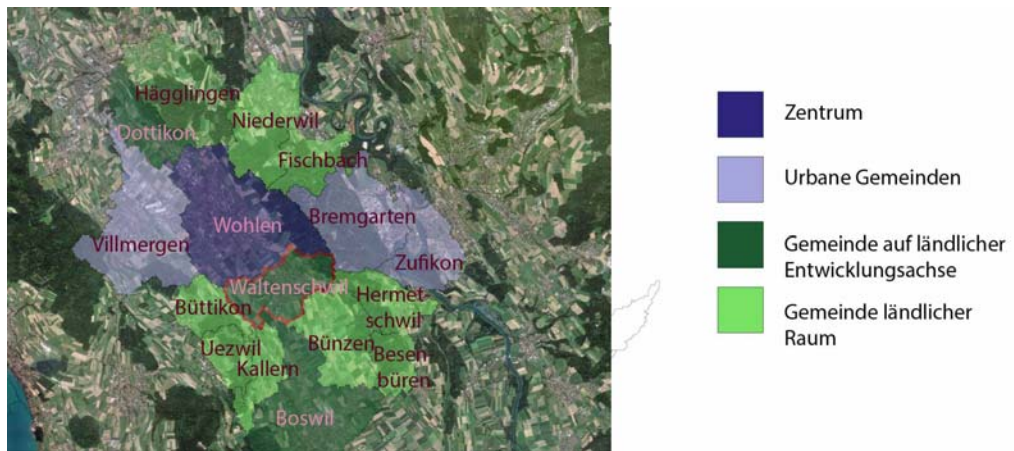 Hägglingen
Dottikon
Niederwil
Fischbach
Wohlen
Bremgarten
Villmergen
Zufikon
Waltenschwil
Büttikon
Hermet-
schwil
Uezwil
Kallern
Bünzen
Besen-
büren
Boswil
Zentrum
Urbane Gemeinden
Gemeinde auf ländlicher
Entwicklungsachse
Gemeinde ländlicher
Raum